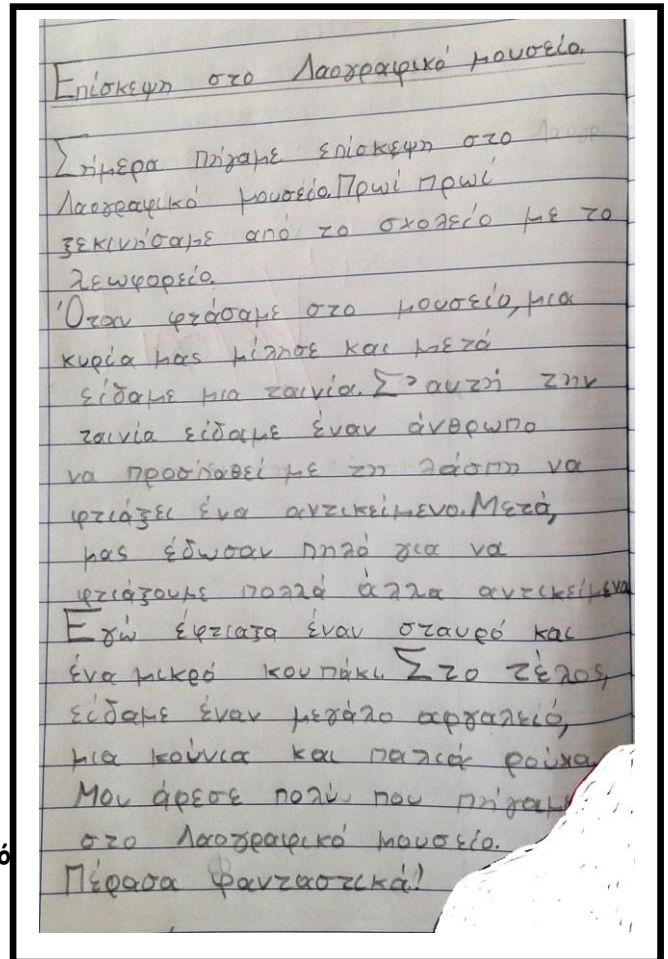 Επίσκεψη στο Λαογραφικό μουσείο.
Σήμερα πήγαμε επίσκεψη στο
Λαογραφικό μουσείο. Πρωί πρωί
ξεκινήσαμε από το σχολείο με το
λεωφορείο.
Όταν φτάσαμε στο μουσείο, μια
κυρία μας μίλησε και μετά
είδαμε μια ταινία. Σ' αυτή την
ταινία είδαμε έναν άνθρωπο
να προσπαθεί με τη λάσπη να
φτιάξει ένα αντικείμενο. Μετά,
μας έδωσαν πηλό για να
φτιάξουμε πολλά άλλα αντικείμενα
Εγώ έφτιαξα έναν σταυρό και
ένα μικρό κουπάκι. Στο τέλος,
είδαμε έναν μεγάλο αργαλειό,
μια κούνια και παλιά ρούχα.
Μου άρεσε πολύ που πήγαμε
στο Λαογραφικό μουσείο.
Πέρασα φανταστικά!